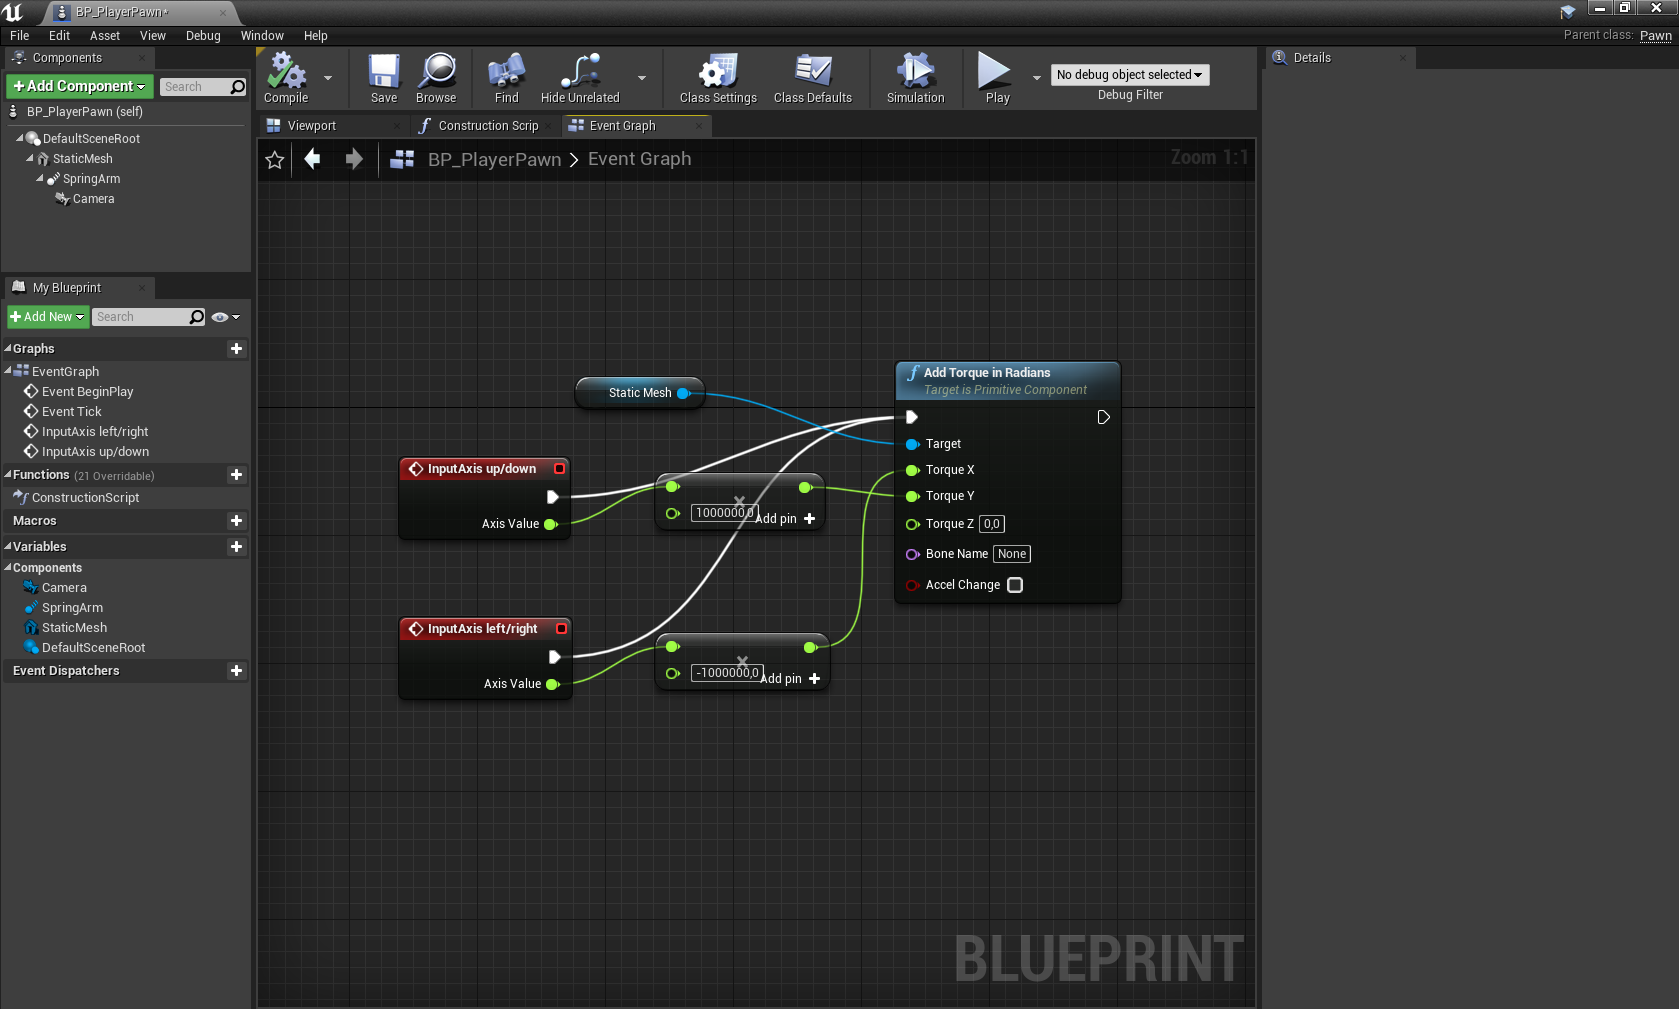 BP_PlayerPawn*
File Edit Asset View Debug Window Help
Parent class: Pawn
Components
Add Component
Search
BP_PlayerPawn (self)
DefaultSceneRoot
StaticMesh
SpringArm
Camera
My Blueprint
Add New
Search
Graphs
EventGraph
Event BeginPlay
Event Tick
InputAxis left/right
InputAxis up/down
Functions (21 Overridable)
ConstructionScript
Macros
Variables
Components
Camera
SpringArm
StaticMesh
DefaultSceneRoot
Event Dispatchers
Compile
Save
Browse
Find
Hide Unrelated
Class Settings
Class Defaults
Simulation
Play
No debug object selected
Debug Filter
Viewport
Construction Scrip
Event Graph
BP_PlayerPawn > Event Graph
Zoom 1:1
Static Mesh
InputAxis up/down
Axis Value
1000000,0
Add pin
InputAxis left/right
Axis Value
-1000000,0
Add pin
Add Torque in Radians
Target is Primitive Component
Target
Torque X
Torque Y
Torque Z 0,0
Bone Name None
Accel Change
BLUEPRINT
Details